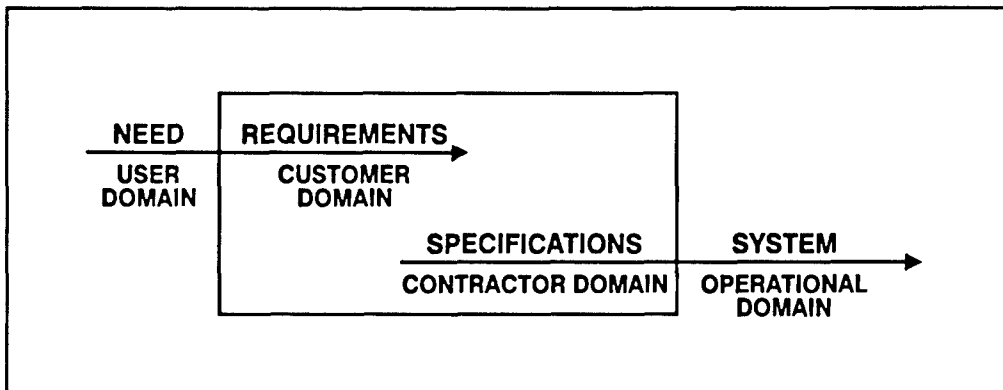 NEED REQUIREMENTS
USER CUSTOMER
DOMAIN DOMAIN
SPECIFICATIONS SYSTEM
CONTRACTOR DOMAIN OPERATIONAL
DOMAIN